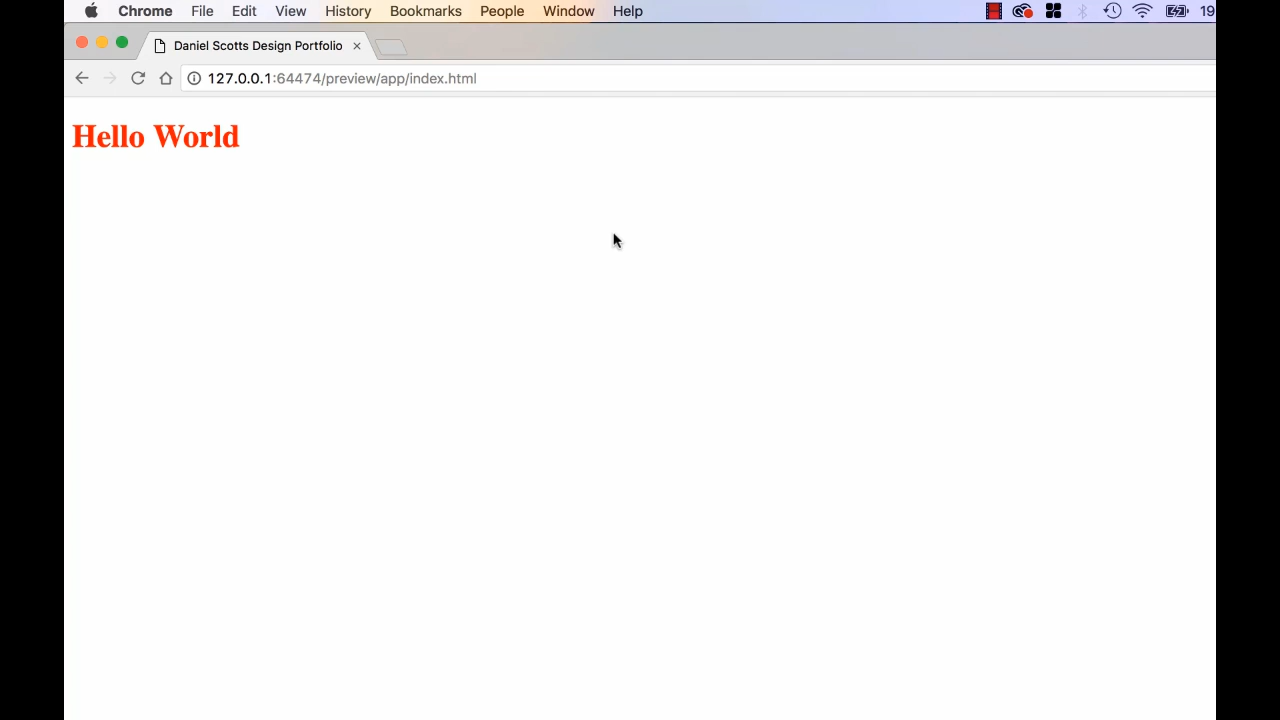 Chrome File Edit View History Bookmarks People Window Help 19
Daniel Scotts Design Portfolio
127.0.0.1:64474/preview/app/index.html
Hello World